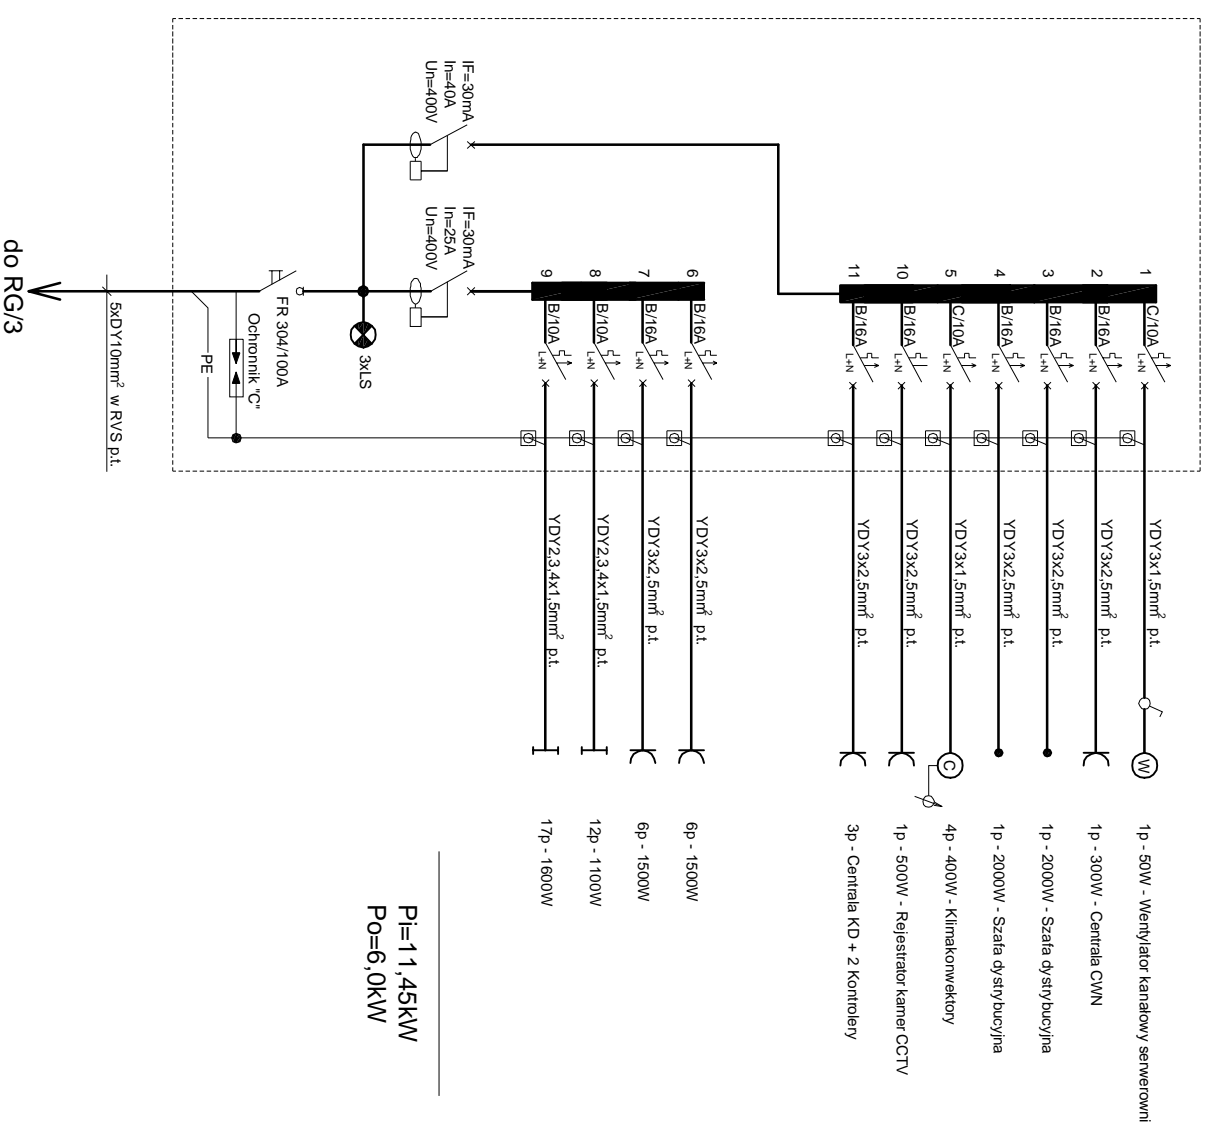 IF=30mA
In=40A
Un=400V
IF=30mA
In=25A
Un=400V
do RG/3
5xDY10mm² w RVS p.t.
PE
Ochronnik "C"
FR 304/100A
3xLS
1
C/10A
L+N
YDY3x1,5mm² p.t.
W
1p - 50W - Wentylator kanałowy serwerowni
2
B/16A
L+N
YDY3x2,5mm² p.t.
1p - 300W - Centrala CWN
3
B/16A
L+N
YDY3x2,5mm² p.t.
1p - 2000W - Szafa dystrybucyjna
4
B/16A
L+N
YDY3x2,5mm² p.t.
1p - 2000W - Szafa dystrybucyjna
5
C/10A
L+N
YDY3x1,5mm² p.t.
C
4p - 400W - Klimakonwektory
10
B/16A
L+N
YDY3x2,5mm² p.t.
1p - 500W - Rejestrator kamer CCTV
11
B/16A
L+N
YDY3x2,5mm² p.t.
3p - Centrala KD + 2 Kontrolery
6
B/16A
L+N
YDY3x2,5mm² p.t.
6p - 1500W
7
B/16A
L+N
YDY3x2,5mm² p.t.
6p - 1500W
8
B/10A
L+N
YDY2,3,4x1,5mm² p.t.
12p - 1100W
9
B/10A
L+N
YDY2,3,4x1,5mm² p.t.
17p - 1600W
Pi=11,45kW
Po=6,0kW